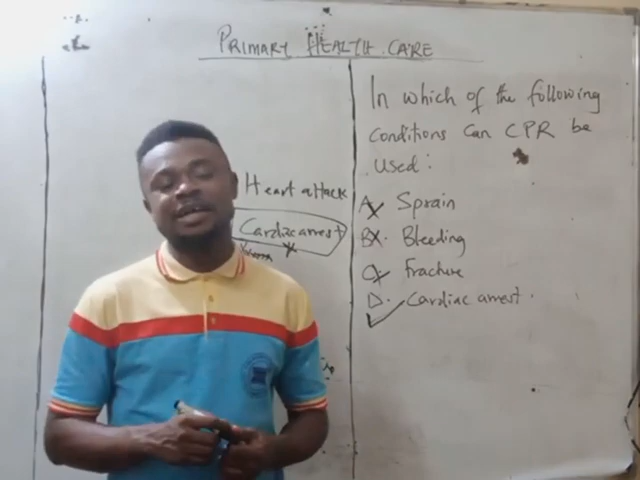 PRIMARY HEALTH CARE
Heart attack
Cardiac arrest
In which of the following
conditions can CPR be
used:
A. Sprain
B. Bleeding
C. Fracture
D. Cardiac arrest.